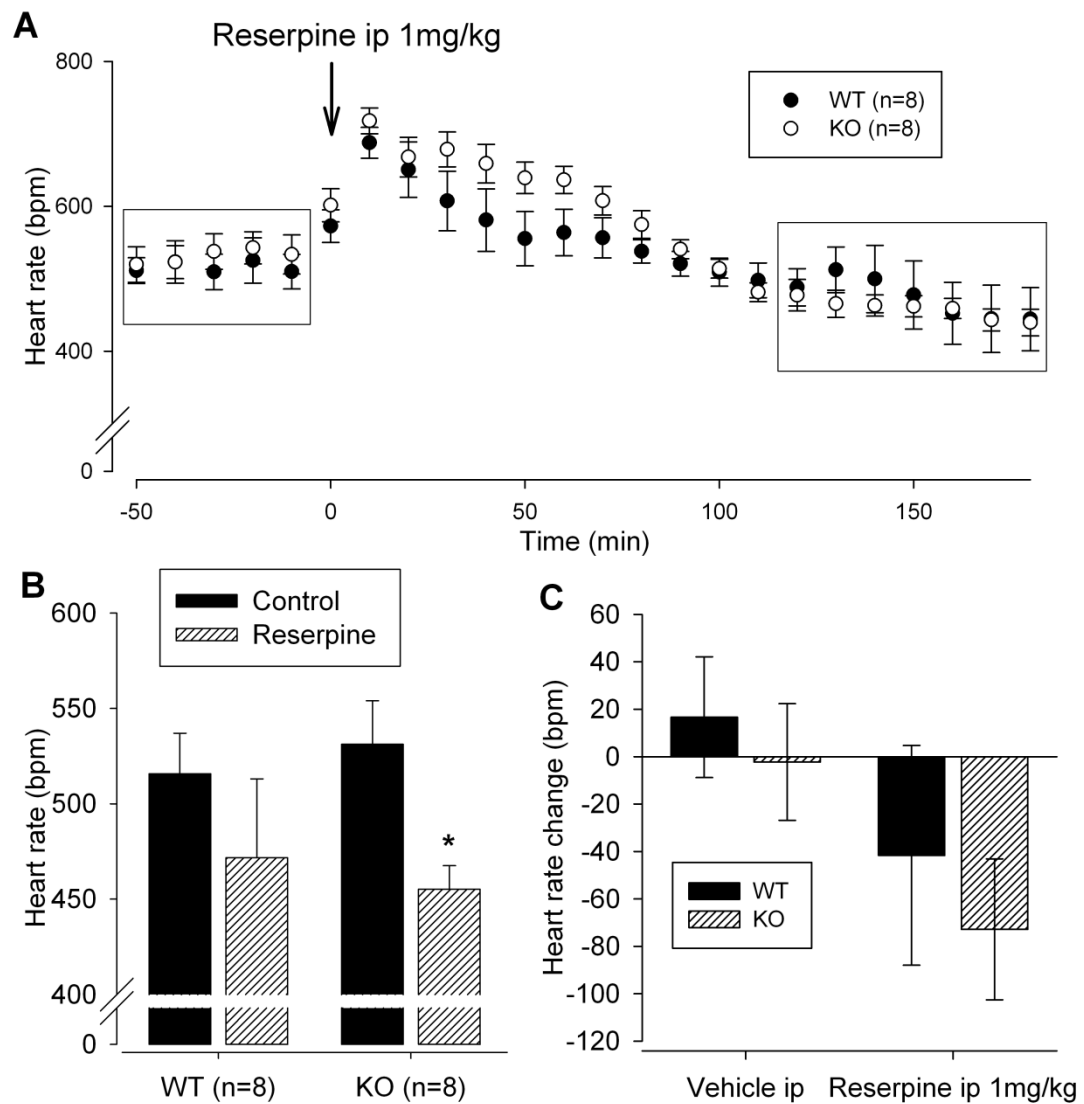 A
Reserpine ip 1mg/kg
800
600
400
0
Heart rate (bpm)
WT (n=8)
KO (n=8)
-50
0
50
100
150
Time (min)
B
Control
Reserpine
600
550
500
450
400
0
Heart rate (bpm)
*
WT (n=8)
KO (n=8)
C
60
40
20
0
-20
-40
-60
-80
-100
-120
Heart rate change (bpm)
WT
KO
Vehicle ip
Reserpine ip 1mg/kg